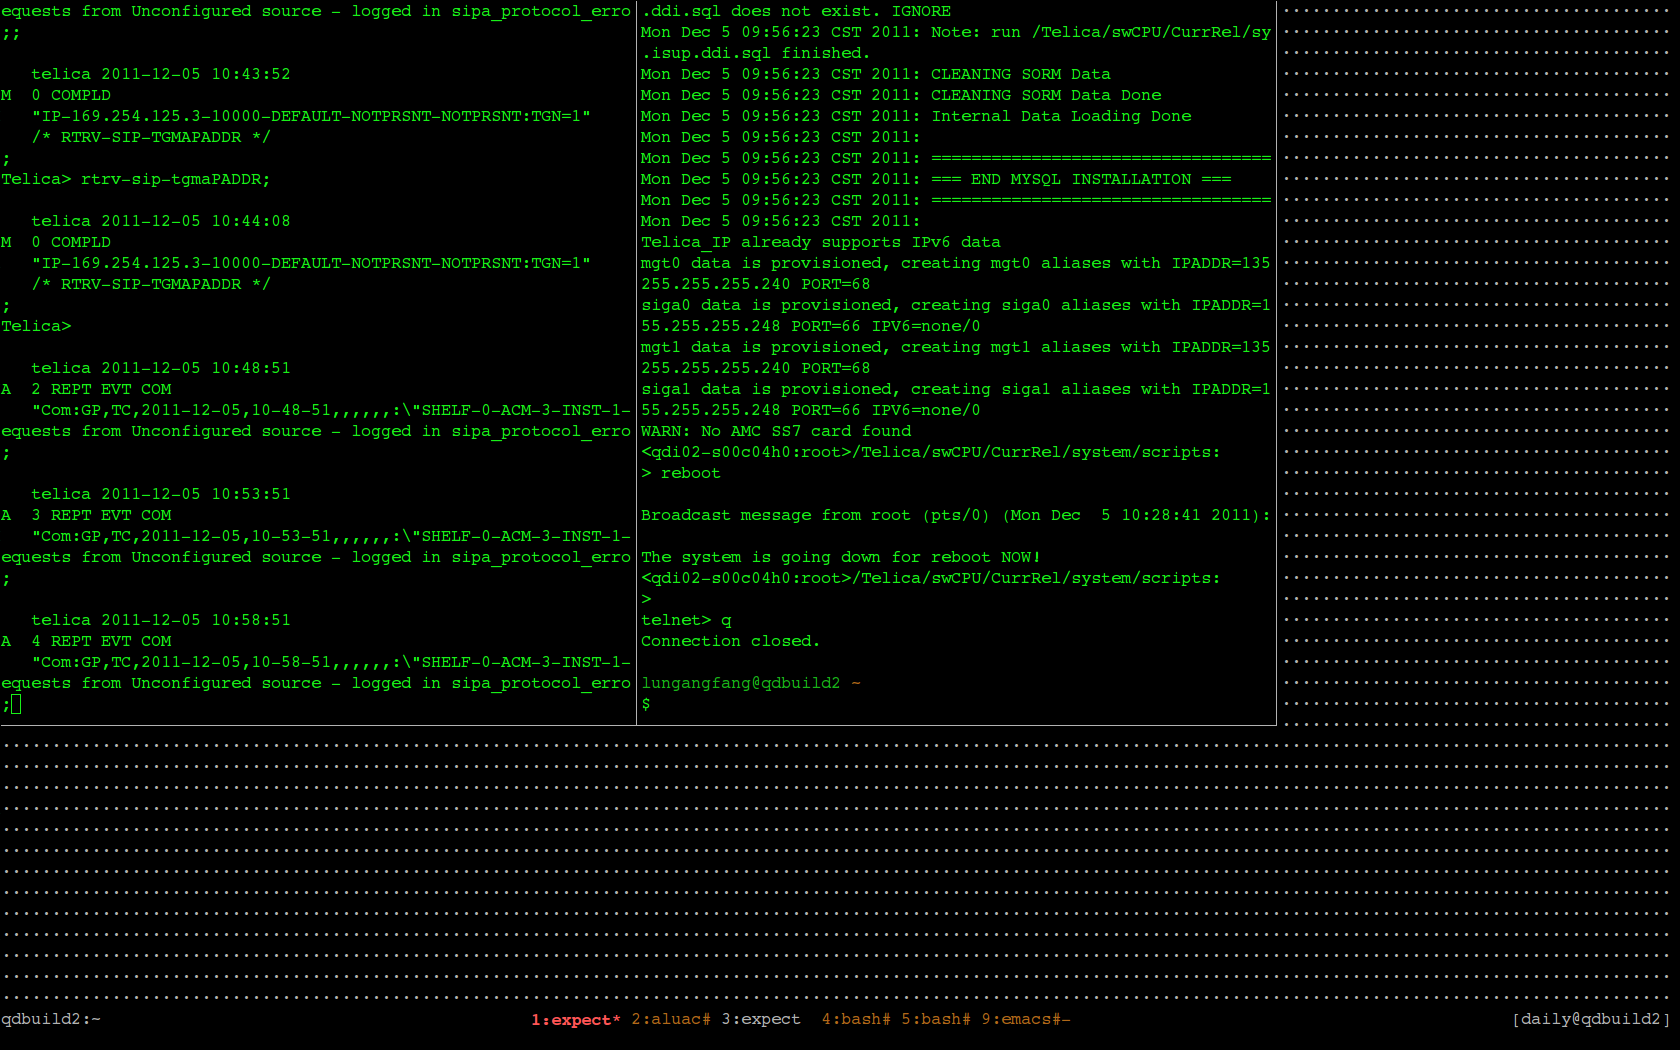 equests from Unconfigured source - logged in sipa_protocol_erro
;;
telica 2011-12-05 10:43:52
M  0 COMPLD
"IP-169.254.125.3-10000-DEFAULT-NOTPRSNT-NOTPRSNT:TGN=1"
/* RTRV-SIP-TGMAPADDR */
;
Telica> rtrv-sip-tgmaPADDR;
telica 2011-12-05 10:44:08
M  0 COMPLD
"IP-169.254.125.3-10000-DEFAULT-NOTPRSNT-NOTPRSNT:TGN=1"
/* RTRV-SIP-TGMAPADDR */
;
Telica>
telica 2011-12-05 10:48:51
A  2 REPT EVT COM
"Com:GP,TC,2011-12-05,10-48-51,,,,,,:\"SHELF-0-ACM-3-INST-1-
equests from Unconfigured source - logged in sipa_protocol_erro
;
telica 2011-12-05 10:53:51
A  3 REPT EVT COM
"Com:GP,TC,2011-12-05,10-53-51,,,,,,:\"SHELF-0-ACM-3-INST-1-
equests from Unconfigured source - logged in sipa_protocol_erro
;
telica 2011-12-05 10:58:51
A  4 REPT EVT COM
"Com:GP,TC,2011-12-05,10-58-51,,,,,,:\"SHELF-0-ACM-3-INST-1-
equests from Unconfigured source - logged in sipa_protocol_erro
;
.ddi.sql does not exist. IGNORE
Mon Dec 5 09:56:23 CST 2011: Note: run /Telica/swCPU/CurrRel/sy
.isup.ddi.sql finished.
Mon Dec 5 09:56:23 CST 2011: CLEANING SORM Data
Mon Dec 5 09:56:23 CST 2011: CLEANING SORM Data Done
Mon Dec 5 09:56:23 CST 2011: Internal Data Loading Done
Mon Dec 5 09:56:23 CST 2011:
Mon Dec 5 09:56:23 CST 2011: ==================================
Mon Dec 5 09:56:23 CST 2011: === END MYSQL INSTALLATION ===
Mon Dec 5 09:56:23 CST 2011: ==================================
Mon Dec 5 09:56:23 CST 2011:
Telica_IP already supports IPv6 data
mgt0 data is provisioned, creating mgt0 aliases with IPADDR=135
255.255.255.240 PORT=68
siga0 data is provisioned, creating siga0 aliases with IPADDR=1
55.255.255.248 PORT=66 IPV6=none/0
mgt1 data is provisioned, creating mgt1 aliases with IPADDR=135
255.255.255.240 PORT=68
siga1 data is provisioned, creating siga1 aliases with IPADDR=1
55.255.255.248 PORT=66 IPV6=none/0
WARN: No AMC SS7 card found
<qdi02-s00c04h0:root>/Telica/swCPU/CurrRel/system/scripts:
> reboot
Broadcast message from root (pts/0) (Mon Dec  5 10:28:41 2011):
The system is going down for reboot NOW!
<qdi02-s00c04h0:root>/Telica/swCPU/CurrRel/system/scripts:
>
telnet> q
Connection closed.
lungangfang@qdbuild2 ~
$
qdbuild2:~ 1:expect* 2:aluac# 3:expect  4:bash# 5:bash# 9:emacs#- [daily@qdbuild2]